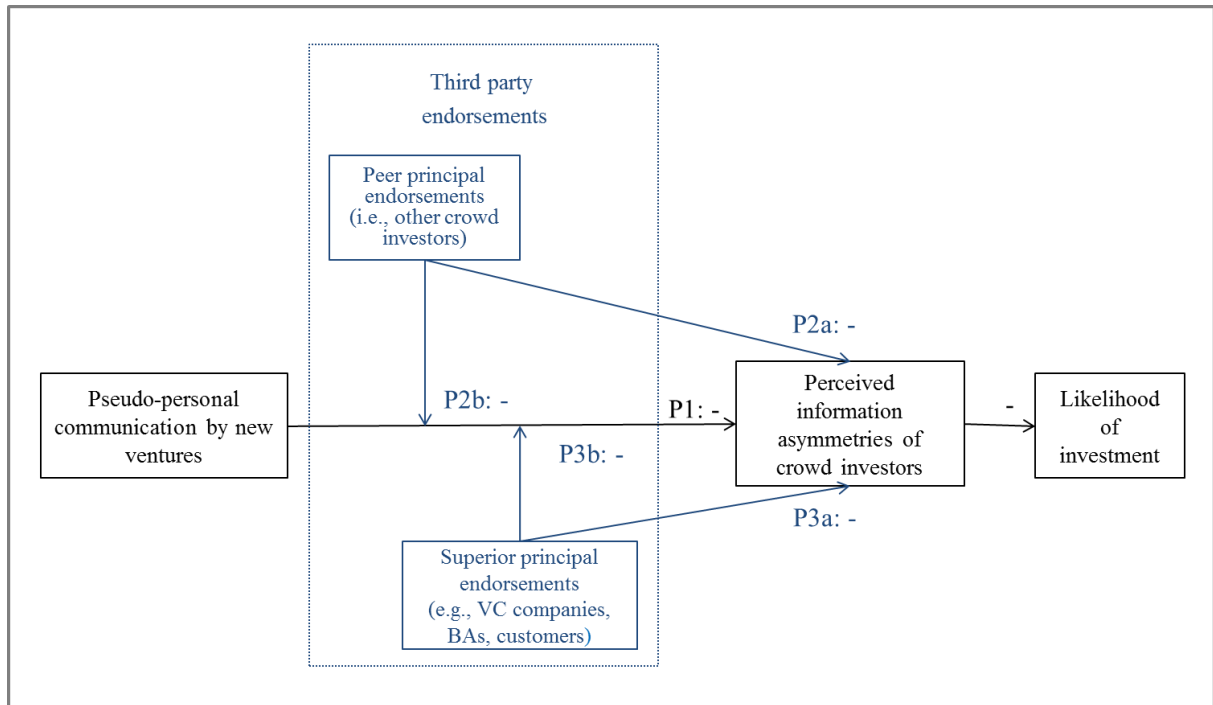 Third party
endorsements
Peer principal
endorsements
(i.e., other crowd
investors)
P2a: -
Pseudo-personal
communication by new
ventures
P2b: -
P1: -
Perceived
information
asymmetries of
crowd investors
-
Likelihood
of
investment
P3b: -
P3a: -
Superior principal
endorsements
(e.g., VC companies,
BAs, customers)